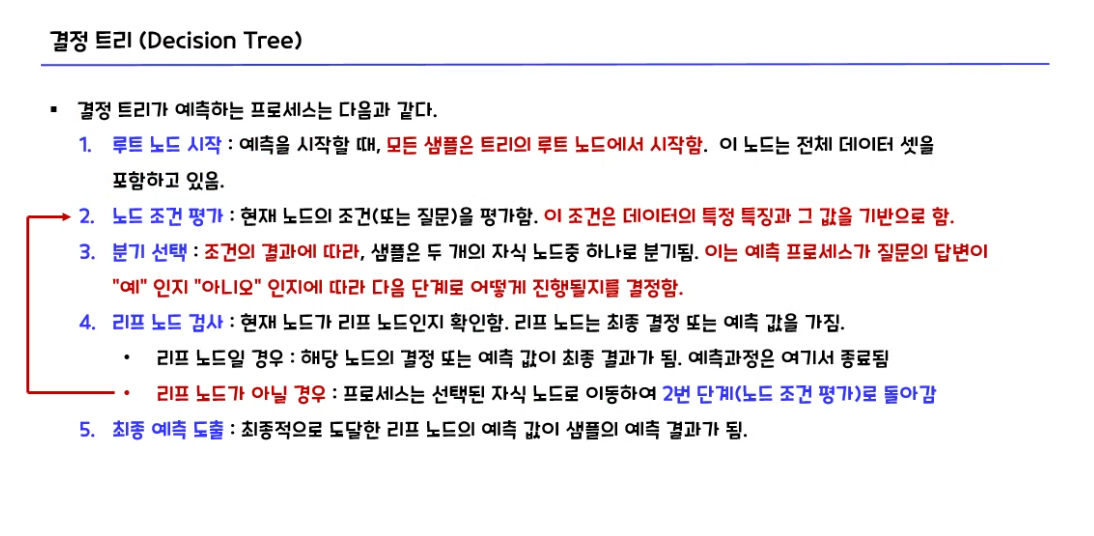 결정 트리 (Decision Tree)
▪ 결정 트리가 예측하는 프로세스는 다음과 같다.
1. 루트 노드 시작 : 예측을 시작할 때, 모든 샘플은 트리의 루트 노드에서 시작함. 이 노드는 전체 데이터 셋을
포함하고 있음.
2. 노드 조건 평가 : 현재 노드의 조건(또는 질문)을 평가함. 이 조건은 데이터의 특정 특징과 그 값을 기반으로 함.
3. 분기 선택 : 조건의 결과에 따라, 샘플은 두 개의 자식 노드중 하나로 분기됨. 이는 예측 프로세스가 질문의 답변이
"예" 인지 "아니오" 인지에 따라 다음 단계로 어떻게 진행될지를 결정함.
4. 리프 노드 검사 : 현재 노드가 리프 노드인지 확인함. 리프 노드는 최종 결정 또는 예측 값을 가짐.
• 리프 노드일 경우 : 해당 노드의 결정 또는 예측 값이 최종 결과가 됨. 예측과정은 여기서 종료됨
• 리프 노드가 아닐 경우 : 프로세스는 선택된 자식 노드로 이동하여 2번 단계(노드 조건 평가)로 돌아감
5. 최종 예측 도출 : 최종적으로 도달한 리프 노드의 예측 값이 샘플의 예측 결과가 됨.